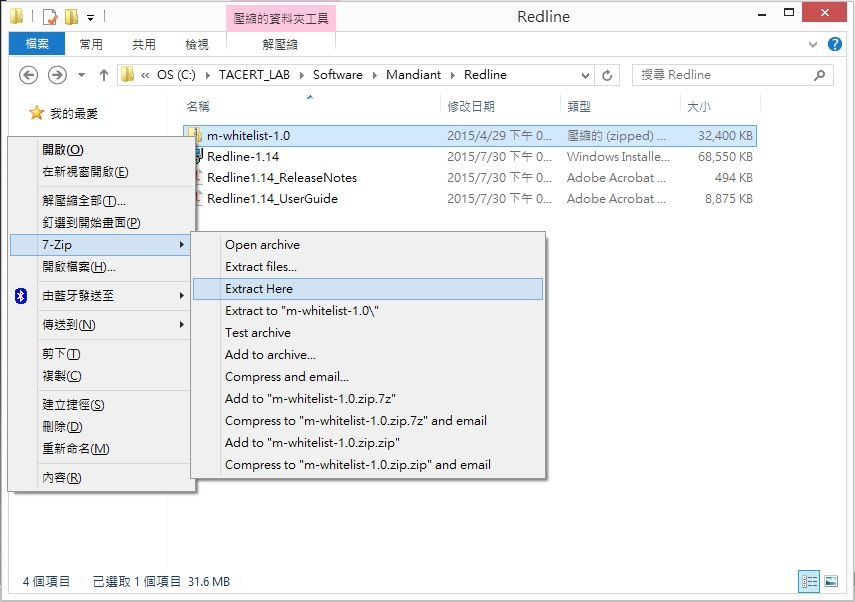 壓縮的資料夾工具
Redline
檔案
常用
共用
檢視
解壓縮
« OS (C:) TACERT_LAB Software Mandiant Redline
搜尋 Redline
我的最愛
名稱
修改日期
類型
大小
m-whitelist-1.0 2015/4/29 下午 0... 壓縮的 (zipped) ... 32,400 KB
Redline-1.14 2015/7/30 下午 0... Windows Installe... 68,550 KB
Redline1.14_ReleaseNotes 2015/7/30 下午 0... Adobe Acrobat ... 494 KB
Redline1.14_UserGuide 2015/7/30 下午 0... Adobe Acrobat ... 8,875 KB
開啟(O)
在新視窗開啟(E)
解壓縮全部(T)...
釘選到開始畫面(P)
7-Zip
開啟檔案(H)...
由藍牙發送至
傳送到(N)
剪下(T)
複製(C)
建立捷徑(S)
刪除(D)
重新命名(M)
內容(R)
Open archive
Extract files...
Extract Here
Extract to "m-whitelist-1.0\"
Test archive
Add to archive...
Compress and email...
Add to "m-whitelist-1.0.zip.7z"
Compress to "m-whitelist-1.0.zip.7z" and email
Add to "m-whitelist-1.0.zip.zip"
Compress to "m-whitelist-1.0.zip.zip" and email
4 個項目
已選取 1 個項目 31.6 MB